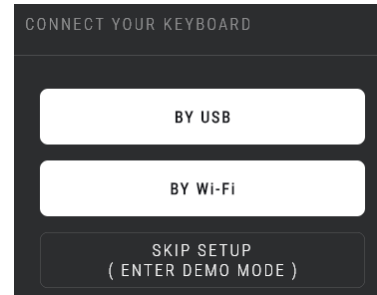 CONNECT YOUR KEYBOARD
BY USB
BY Wi-Fi
SKIP SETUP
( ENTER DEMO MODE )